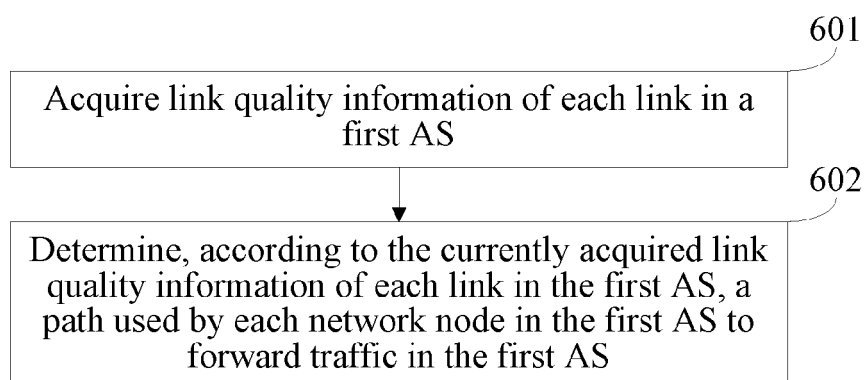 601
Acquire link quality information of each link in a
first AS
602
Determine, according to the currently acquired link
quality information of each link in the first AS, a
path used by each network node in the first AS to
forward traffic in the first AS